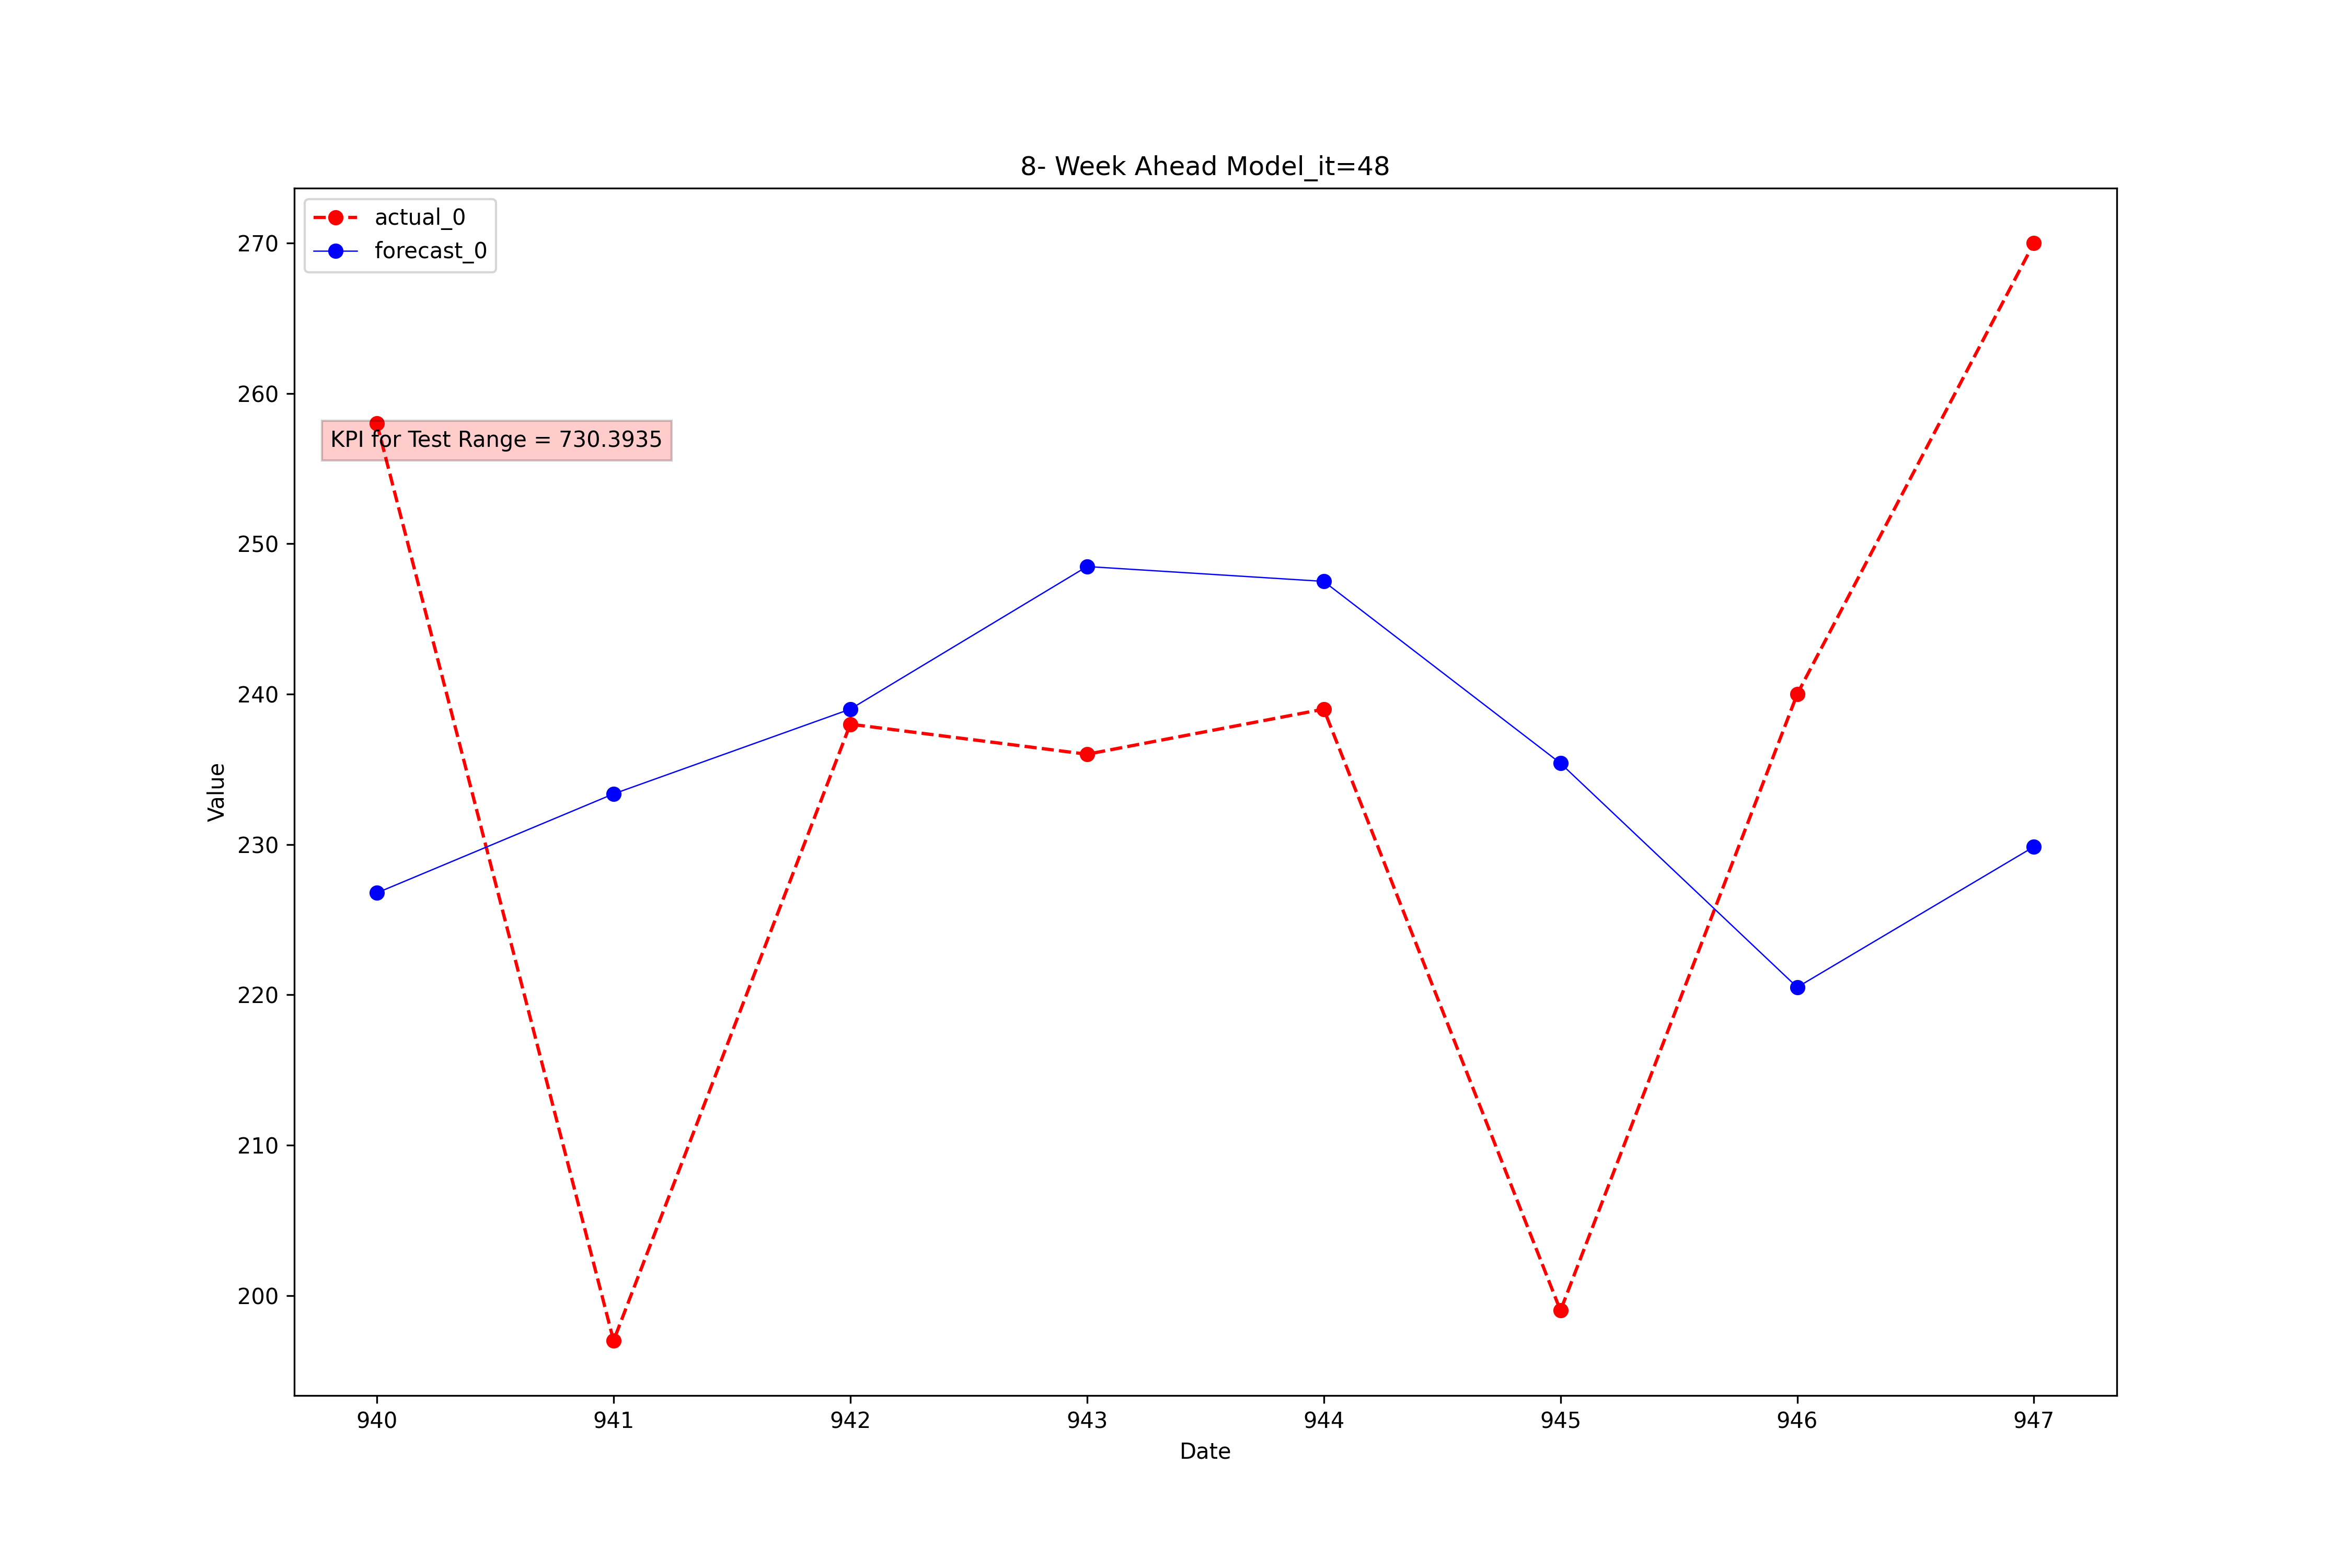 8- Week Ahead Model_it=48
actual_0
forecast_0
KPI for Test Range = 730.3935
270
260
250
240
230
220
210
200
Value
940 941 942 943 944 945 946 947
Date